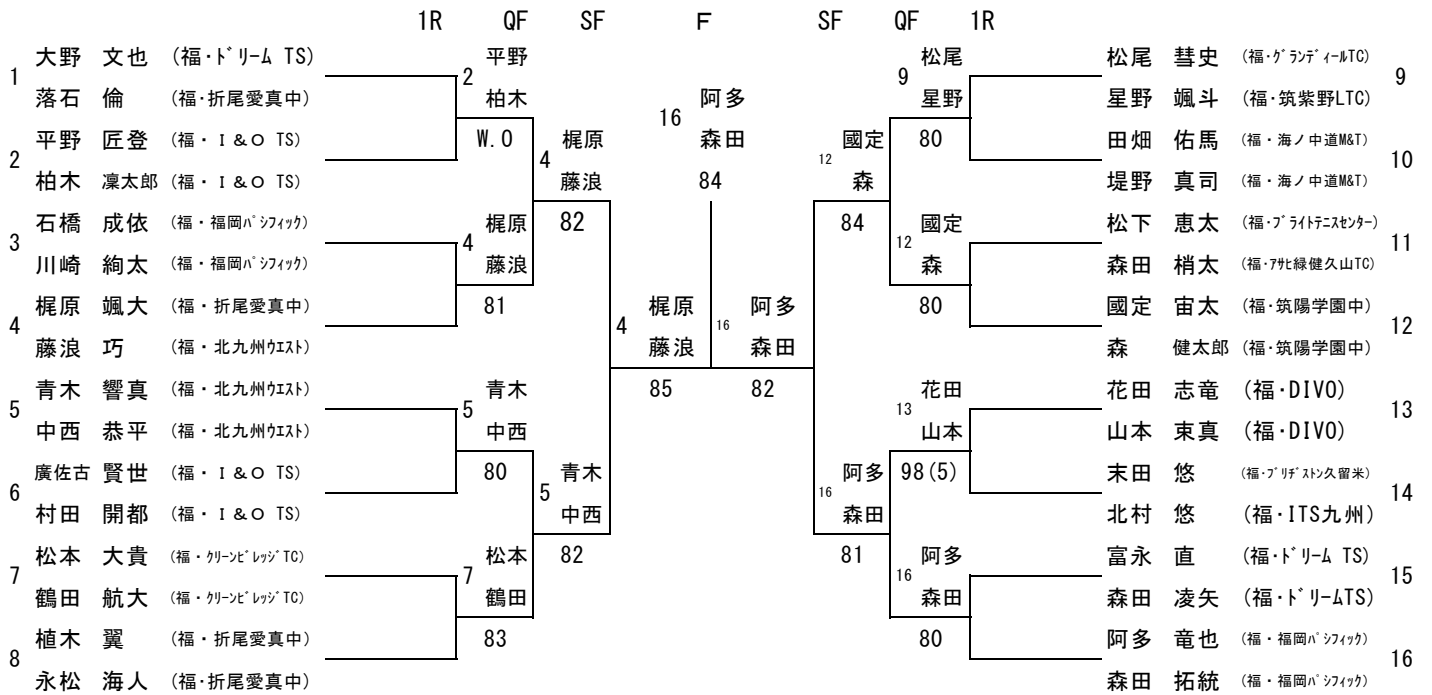 1R QF SF F SF QF 1R
1 大野 文也 (福・ドリーム TS)
落石 倫 (福・折尾愛真中)
2 平野 匠登 (福・I&O TS)
柏木 凜太郎 (福・I&O TS)
3 石橋 成依 (福・福岡パシフィック)
川崎 絢太 (福・福岡パシフィック)
4 梶原 颯大 (福・折尾愛真中)
藤浪 巧 (福・北九州ウエスト)
5 青木 響真 (福・北九州ウエスト)
中西 恭平 (福・北九州ウエスト)
6 廣佐古 賢世 (福・I&O TS)
村田 開都 (福・I&O TS)
7 松本 大貴 (福・クリーンビレッジTC)
鶴田 航大 (福・クリーンビレッジTC)
8 植木 翼 (福・折尾愛真中)
永松 海人 (福・折尾愛真中)
2 平野
柏木
W.O
4 梶原
藤浪
81
5 青木
中西
80
7 松本
鶴田
83
4 梶原
藤浪
82
5 青木
中西
82
4 梶原
藤浪
85
16 阿多
森田
84
16 阿多
森田
82
12 國定
森
84
16 阿多
森田
81
9 松尾
星野
80
12 國定
森
80
13 花田
山本
98(5)
16 阿多
森田
80
松尾 彗史 (福・グランディールTC) 9
星野 颯斗 (福・筑紫野LTC)
田畑 佑馬 (福・海ノ中道M&T) 10
堤野 真司 (福・海ノ中道M&T)
松下 恵太 (福・ブライトテニスセンター) 11
森田 梢太 (福・アサヒ緑健久山TC)
國定 宙太 (福・筑陽学園中) 12
森 健太郎 (福・筑陽学園中)
花田 志竜 (福・DIVO) 13
山本 束真 (福・DIVO)
末田 悠 (福・ブリヂストン久留米) 14
北村 悠 (福・ITS九州)
富永 直 (福・ドリーム TS) 15
森田 凌矢 (福・ドリームTS)
阿多 竜也 (福・福岡パシフィック) 16
森田 拓統 (福・福岡パシフィック)